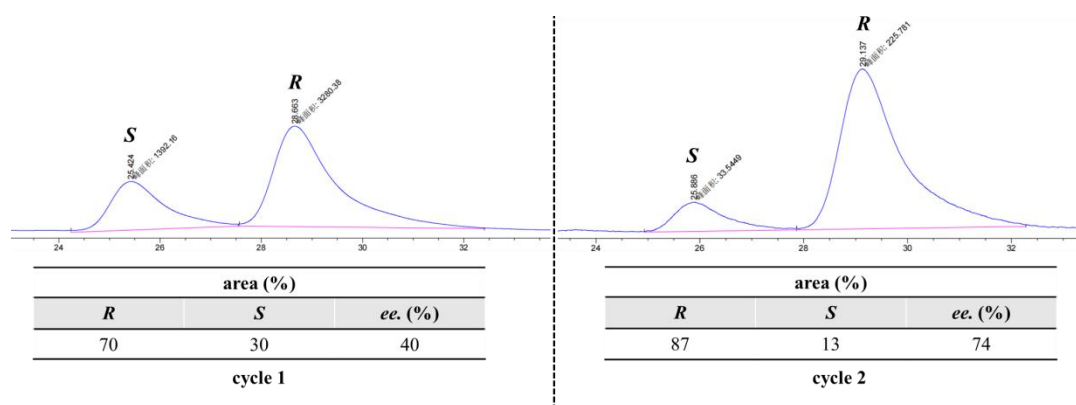 S
25.424
峰面积: 1392.16
R
28.663
峰面积: 3280.38
24 26 28 30 32
area (%)
R S ee. (%)
70 30 40
cycle 1
S
25.886
峰面积: 33.5449
R
29.137
峰面积: 225.781
24 26 28 30 32
area (%)
R S ee. (%)
87 13 74
cycle 2